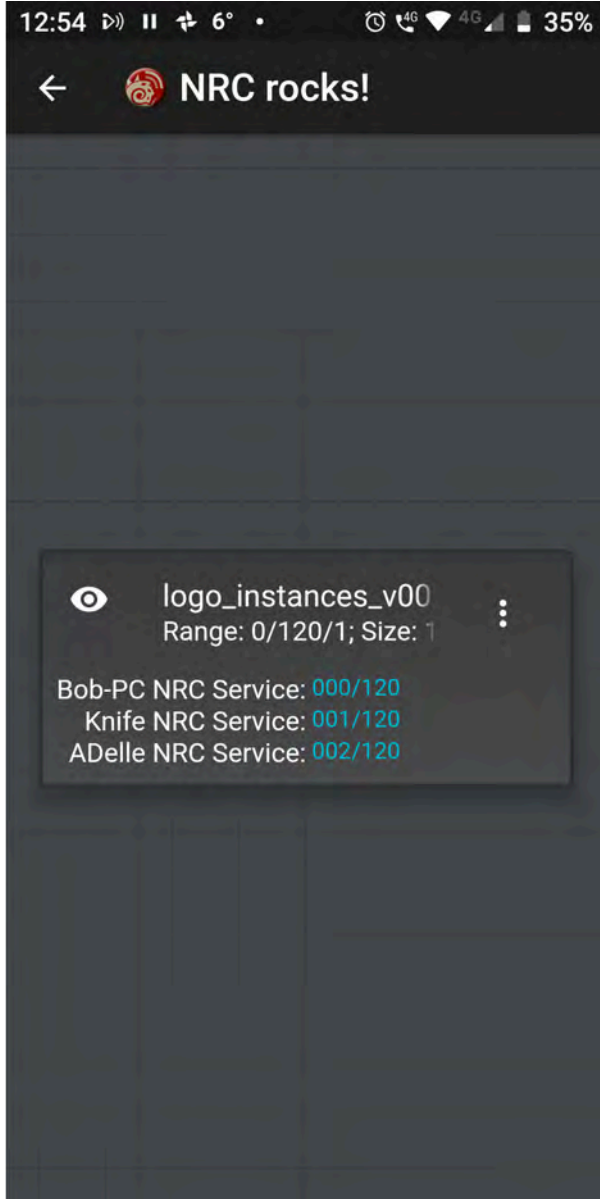 12:54 6° 4G 4G 35%
NRC rocks!
logo_instances_v00
Range: 0/120/1; Size: 1
Bob-PC NRC Service: 000/120
Knife NRC Service: 001/120
ADelle NRC Service: 002/120